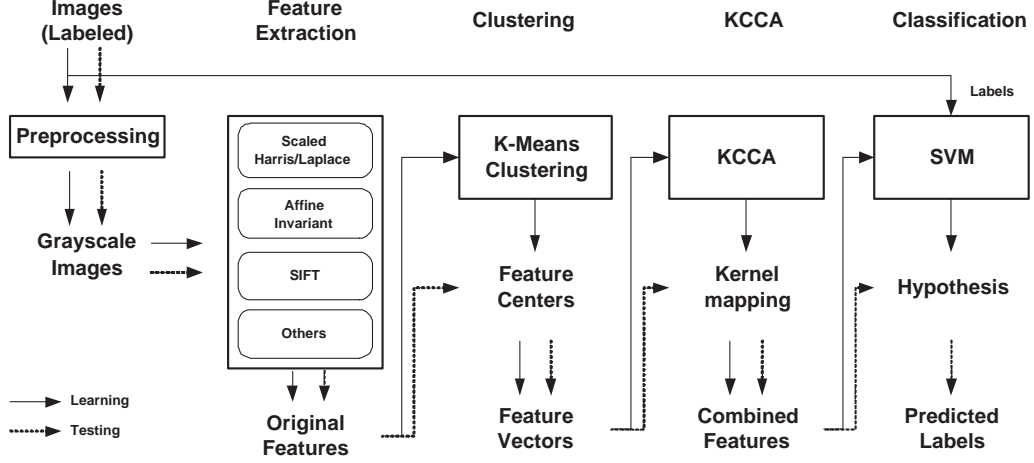 Images
(Labeled)
Feature
Extraction
Clustering
KCCA
Classification
Labels
Preprocessing
Scaled
Harris/Laplace
K-Means
Clustering
KCCA
SVM
Affine
Invariant
Grayscale
Images
SIFT
Feature
Centers
Kernel
mapping
Hypothesis
Others
Learning
Testing
Original
Features
Feature
Vectors
Combined
Features
Predicted
Labels